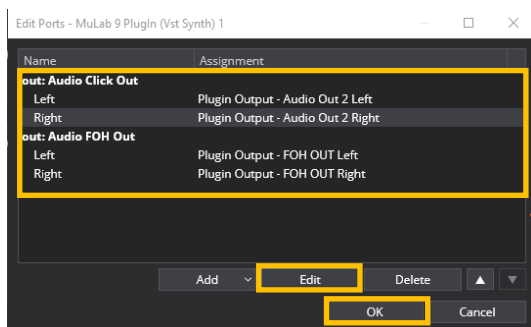 Edit Ports - MuLab 9 PlugIn (Vst Synth) 1
Name Assignment
out: Audio Click Out
Left Plugin Output - Audio Out 2 Left
Right Plugin Output - Audio Out 2 Right
out: Audio FOH Out
Left Plugin Output - FOH OUT Left
Right Plugin Output - FOH OUT Right
Add Edit Delete
OK Cancel